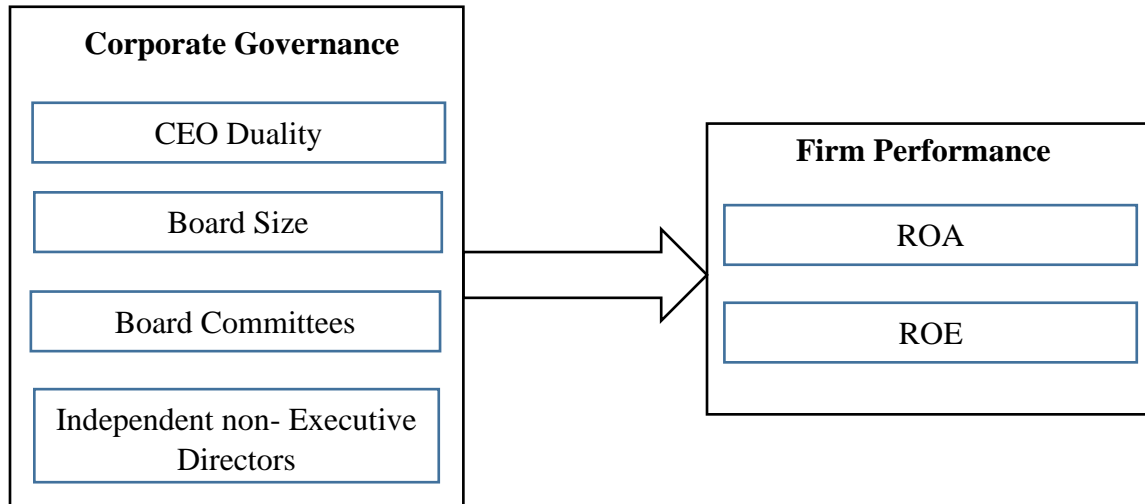 Corporate Governance
CEO Duality
Board Size
Board Committees
Independent non- Executive
Directors
Firm Performance
ROA
ROE